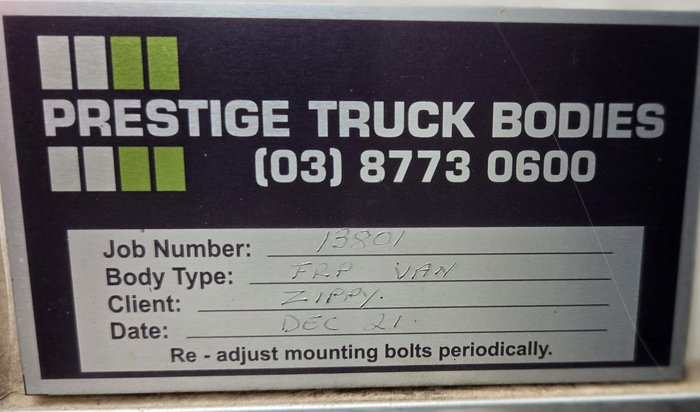 PRESTIGE TRUCK BODIES
(03) 8773 0600
Job Number: 13801
Body Type: FRP VAN
Client: ZIPPY.
Date: DEC 21.
Re - adjust mounting bolts periodically.